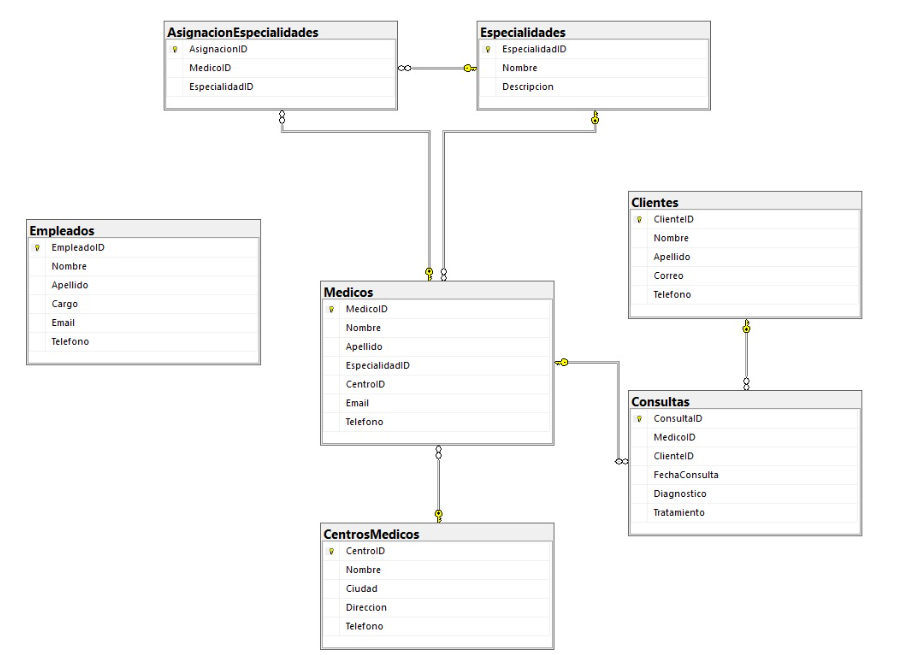 AsignacionEspecialidades
AsignacionID
MedicoID
EspecialidadID
Especialidades
EspecialidadID
Nombre
Descripcion
Clientes
ClienteID
Nombre
Apellido
Correo
Telefono
Empleados
EmpleadoID
Nombre
Apellido
Cargo
Email
Telefono
Medicos
MedicoID
Nombre
Apellido
EspecialidadID
CentroID
Email
Telefono
Consultas
ConsultaID
MedicoID
ClienteID
FechaConsulta
Diagnostico
Tratamiento
CentrosMedicos
CentroID
Nombre
Ciudad
Direccion
Telefono